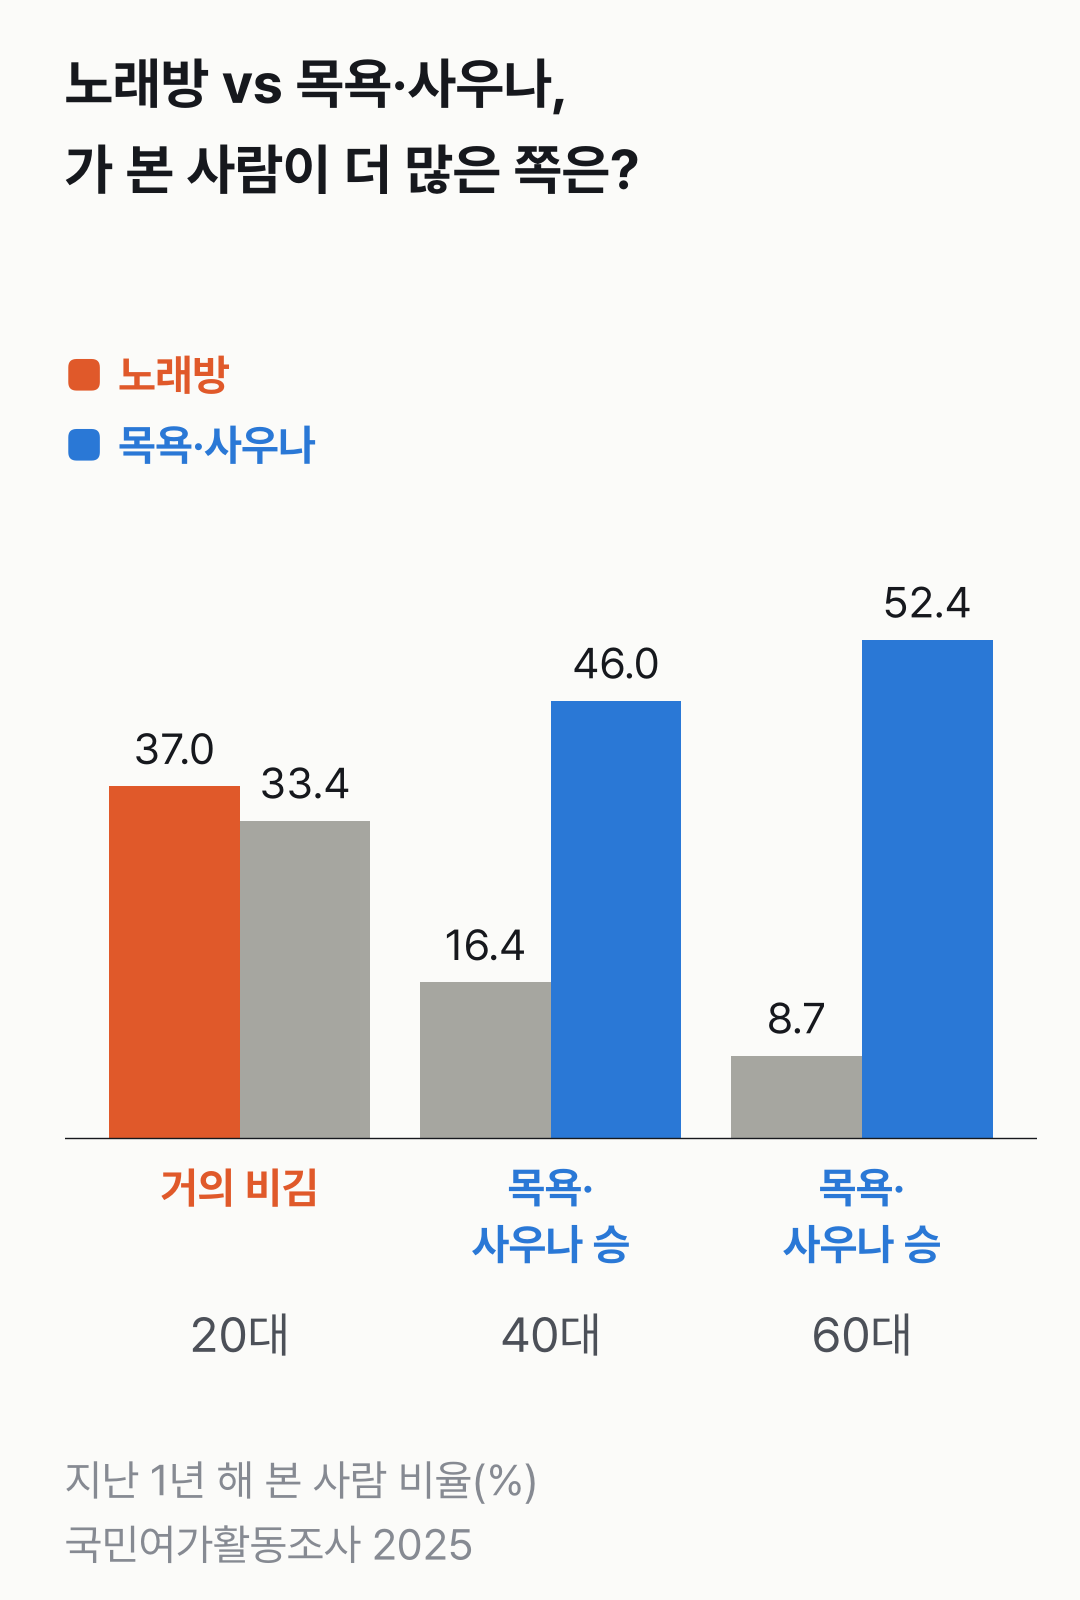 노래방 vs 목욕·사우나,
가 본 사람이 더 많은 쪽은?
노래방
목욕·사우나
37.0
33.4
16.4
46.0
8.7
52.4
거의 비김
목욕·
사우나 승
목욕·
사우나 승
20대
40대
60대
지난 1년 해 본 사람 비율(%)
국민여가활동조사 2025